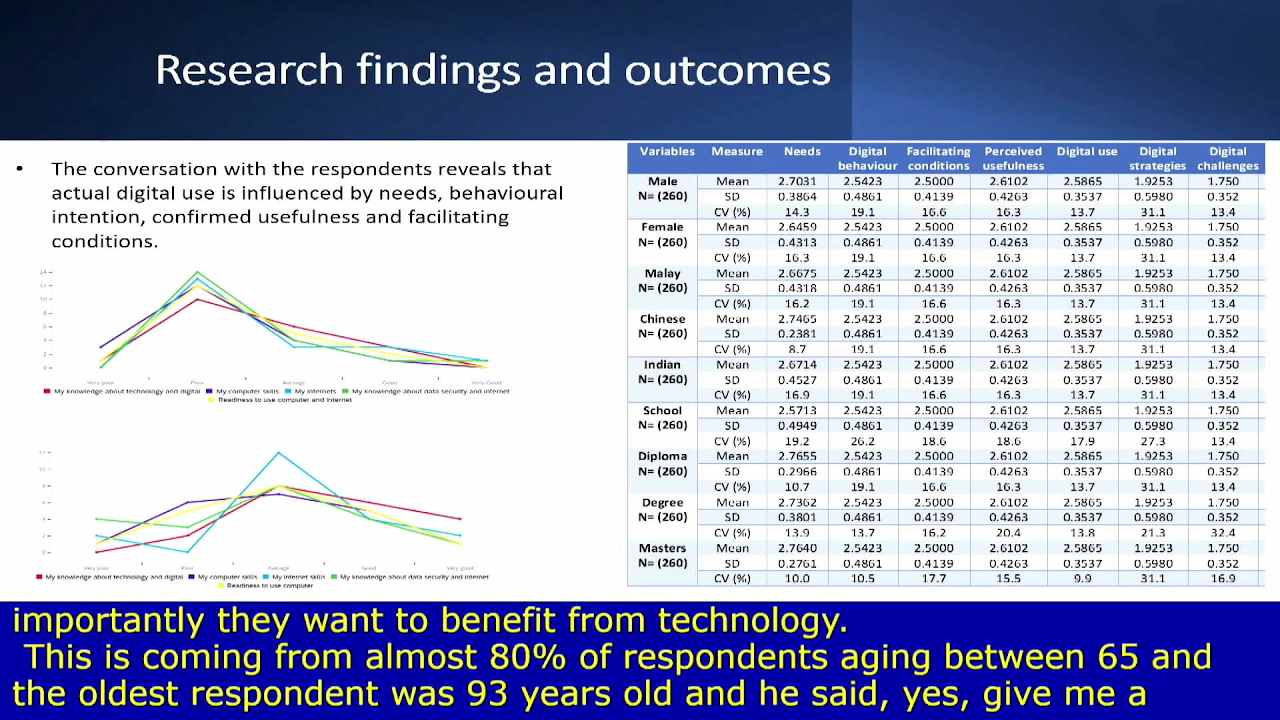 Research findings and outcomes
• The conversation with the respondents reveals that
actual digital use is influenced by needs, behavioural
intention, confirmed usefulness and facilitating
conditions.
Very poor Poor Average Good Very Good
My knowledge about technology and digital My computer skills My internets My knowledge about data security and internet
Readiness to use computer and internet
Very poor Poor Average Good Very good
My knowledge about technology and digital My computer skills My internet skills My knowledge about data security and internet
Readiness to use computer
Variables Measure Needs Digital behaviour Facilitating conditions Perceived usefulness Digital use Digital strategies Digital challenges
Male Mean 2.7031 2.5423 2.5000 2.6102 2.5865 1.9253 1.750
N= (260) SD 0.3864 0.4861 0.4139 0.4263 0.3537 0.5980 0.352
CV (%) 14.3 19.1 16.6 16.3 13.7 31.1 13.4
Female Mean 2.6459 2.5423 2.5000 2.6102 2.5865 1.9253 1.750
N= (260) SD 0.4313 0.4861 0.4139 0.4263 0.3537 0.5980 0.352
CV (%) 16.3 19.1 16.6 16.3 13.7 31.1 13.4
Malay Mean 2.6675 2.5423 2.5000 2.6102 2.5865 1.9253 1.750
N= (260) SD 0.4318 0.4861 0.4139 0.4263 0.3537 0.5980 0.352
CV (%) 16.2 19.1 16.6 16.3 13.7 31.1 13.4
Chinese Mean 2.7465 2.5423 2.5000 2.6102 2.5865 1.9253 1.750
N= (260) SD 0.2381 0.4861 0.4139 0.4263 0.3537 0.5980 0.352
CV (%) 8.7 19.1 16.6 16.3 13.7 31.1 13.4
Indian Mean 2.6714 2.5423 2.5000 2.6102 2.5865 1.9253 1.750
N= (260) SD 0.4527 0.4861 0.4139 0.4263 0.3537 0.5980 0.352
CV (%) 16.9 19.1 16.6 16.3 13.7 31.1 13.4
School Mean 2.5713 2.5423 2.5000 2.6102 2.5865 1.9253 1.750
N= (260) SD 0.4949 0.4861 0.4139 0.4263 0.3537 0.5980 0.352
CV (%) 19.2 26.2 18.6 18.6 17.9 27.3 13.4
Diploma Mean 2.7655 2.5423 2.5000 2.6102 2.5865 1.9253 1.750
N= (260) SD 0.2966 0.4861 0.4139 0.4263 0.3537 0.5980 0.352
CV (%) 10.7 19.1 16.6 16.3 13.7 31.1 13.4
Degree Mean 2.7362 2.5423 2.5000 2.6102 2.5865 1.9253 1.750
N= (260) SD 0.3801 0.4861 0.4139 0.4263 0.3537 0.5980 0.352
CV (%) 13.9 13.7 16.2 20.4 13.8 21.3 32.4
Masters Mean 2.7640 2.5423 2.5000 2.6102 2.5865 1.9253 1.750
N= (260) SD 0.4861 0.4139 0.4263 0.3537 0.5980 0.352
CV (%) 10.0 10.5 17.7 15.5 9.9 31.1 16.9
importantly they want to benefit from technology.
This is coming from almost 80% of respondents aging between 65 and
the oldest respondent was 93 years old and he said, yes, give me a